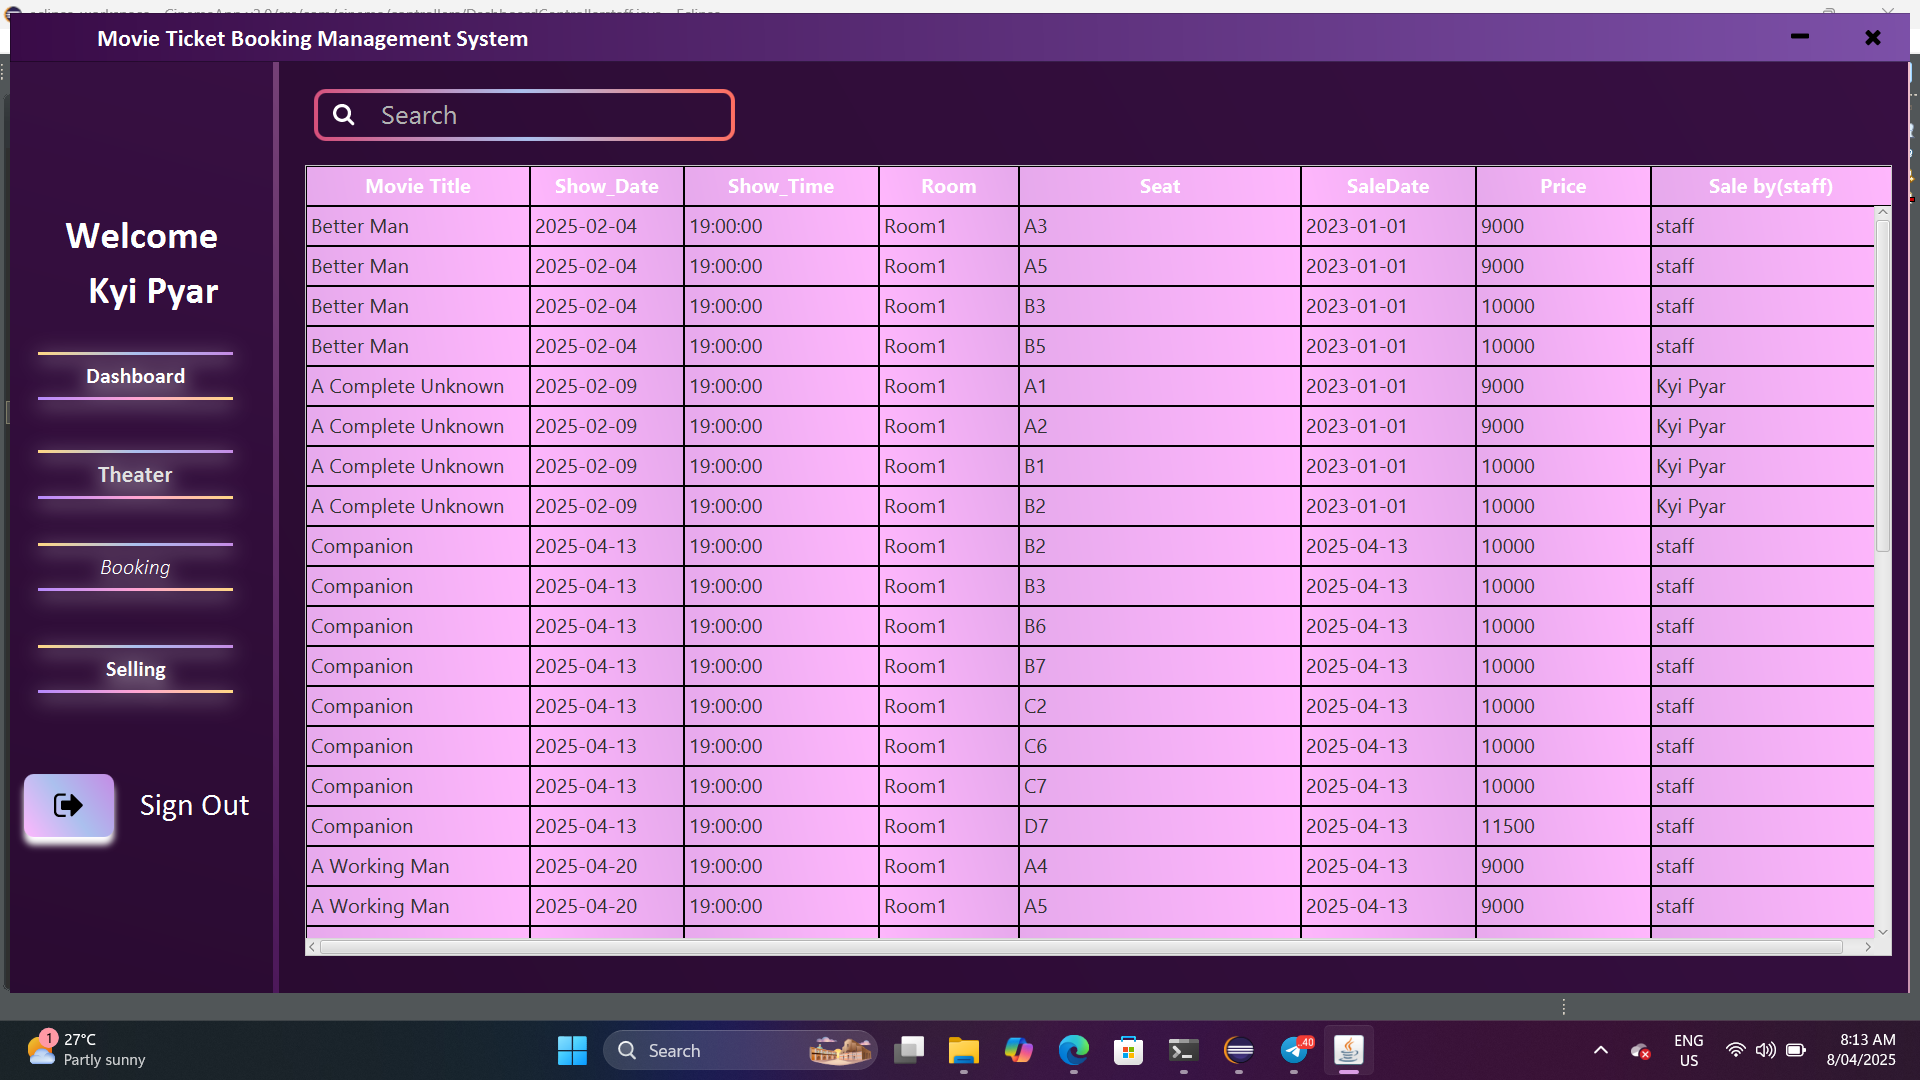 Movie Ticket Booking Management System
Welcome
Kyi Pyar
Dashboard
Theater
Booking
Selling
Sign Out
Search
Movie Title Show_Date Show_Time Room Seat SaleDate Price Sale by(staff)
Better Man 2025-02-04 19:00:00 Room1 A3 2023-01-01 9000 staff
Better Man 2025-02-04 19:00:00 Room1 A5 2023-01-01 9000 staff
Better Man 2025-02-04 19:00:00 Room1 B3 2023-01-01 10000 staff
Better Man 2025-02-04 19:00:00 Room1 B5 2023-01-01 10000 staff
A Complete Unknown 2025-02-09 19:00:00 Room1 A1 2023-01-01 9000 Kyi Pyar
A Complete Unknown 2025-02-09 19:00:00 Room1 A2 2023-01-01 9000 Kyi Pyar
A Complete Unknown 2025-02-09 19:00:00 Room1 B1 2023-01-01 10000 Kyi Pyar
A Complete Unknown 2025-02-09 19:00:00 Room1 B2 2023-01-01 10000 Kyi Pyar
Companion 2025-04-13 19:00:00 Room1 B2 2025-04-13 10000 staff
Companion 2025-04-13 19:00:00 Room1 B3 2025-04-13 10000 staff
Companion 2025-04-13 19:00:00 Room1 B6 2025-04-13 10000 staff
Companion 2025-04-13 19:00:00 Room1 B7 2025-04-13 10000 staff
Companion 2025-04-13 19:00:00 Room1 C2 2025-04-13 10000 staff
Companion 2025-04-13 19:00:00 Room1 C6 2025-04-13 10000 staff
Companion 2025-04-13 19:00:00 Room1 C7 2025-04-13 10000 staff
Companion 2025-04-13 19:00:00 Room1 D7 2025-04-13 11500 staff
A Working Man 2025-04-20 19:00:00 Room1 A4 2025-04-13 9000 staff
A Working Man 2025-04-20 19:00:00 Room1 A5 2025-04-13 9000 staff
1
27°C
Partly sunny
Search
40
ENG
US
8:13 AM
8/04/2025